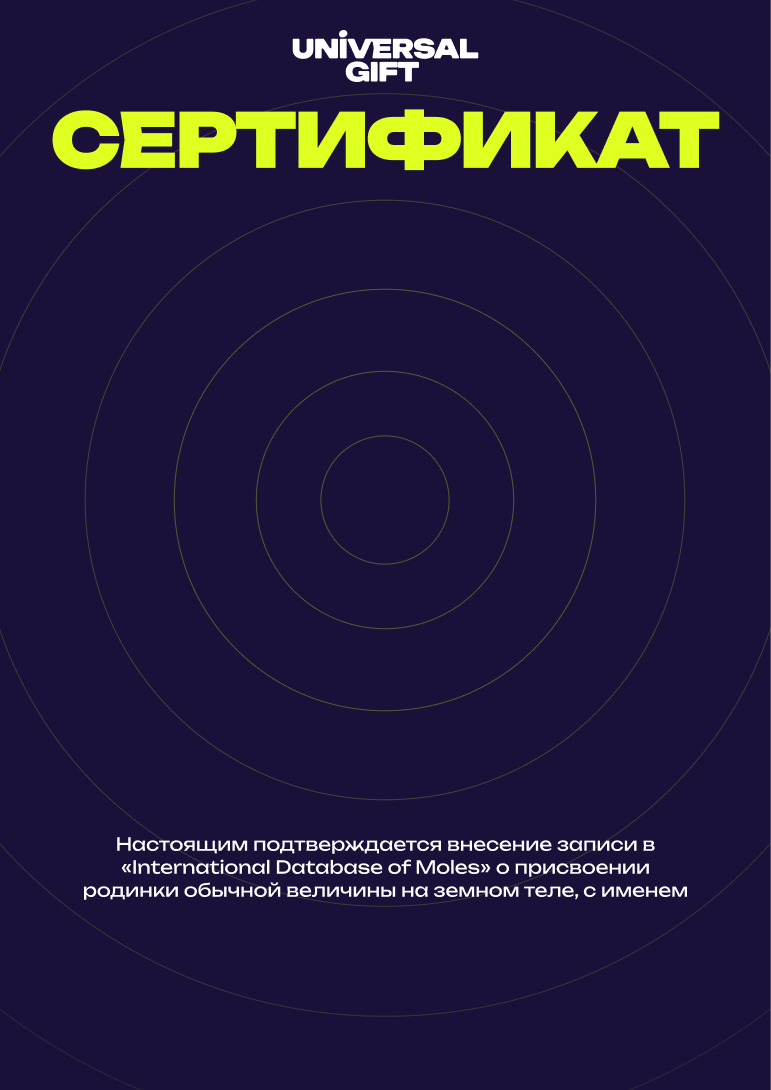 UNIVERSAL
GIFT
СЕРТИФИКАТ
Настоящим подтверждается внесение записи в
«International Database of Moles» о присвоении
родинки обычной величины на земном теле, с именем